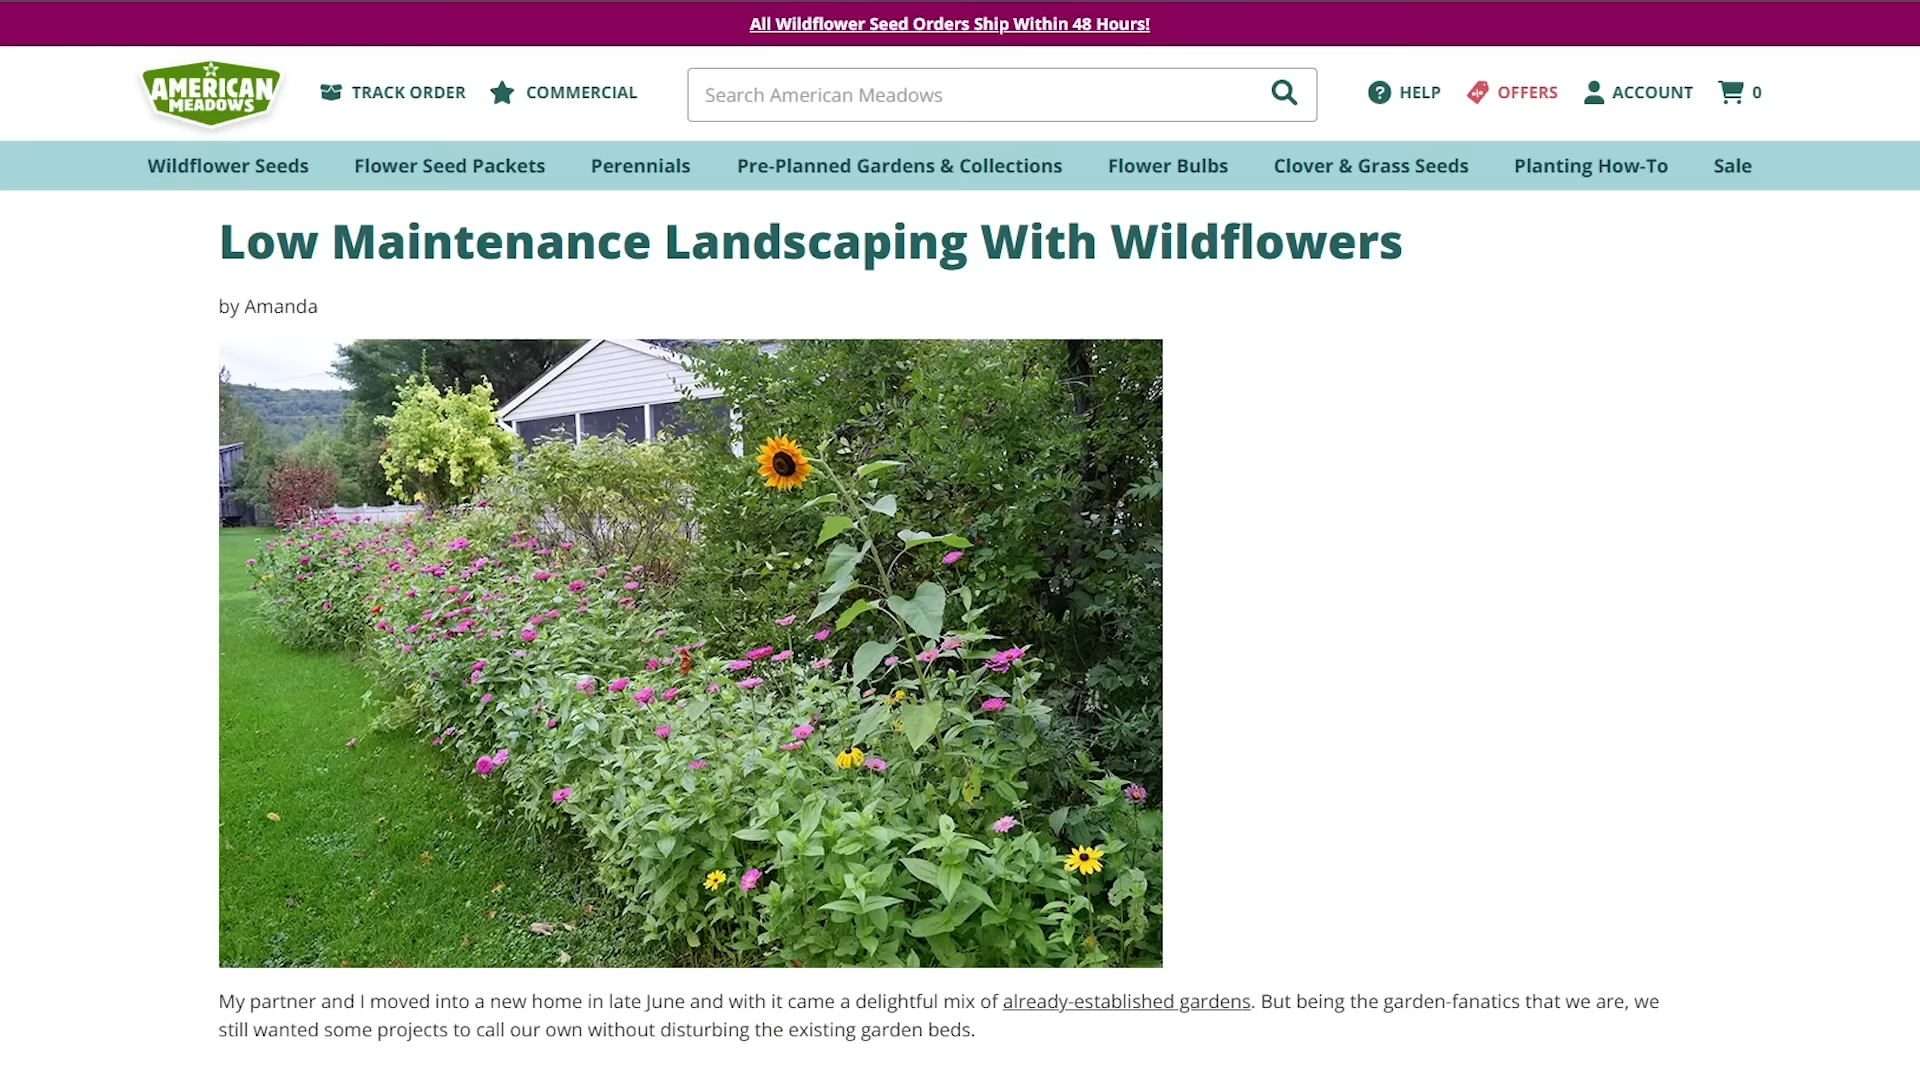 All Wildflower Seed Orders Ship Within 48 Hours!
AMERICAN
MEADOWS
TRACK ORDER
COMMERCIAL
Search American Meadows
HELP
OFFERS
ACCOUNT
0
Wildflower Seeds
Flower Seed Packets
Perennials
Pre-Planned Gardens & Collections
Flower Bulbs
Clover & Grass Seeds
Planting How-To
Sale
Low Maintenance Landscaping With Wildflowers
by Amanda
My partner and I moved into a new home in late June and with it came a delightful mix of already-established gardens. But being the garden-fanatics that we are, we
still wanted some projects to call our own without disturbing the existing garden beds.